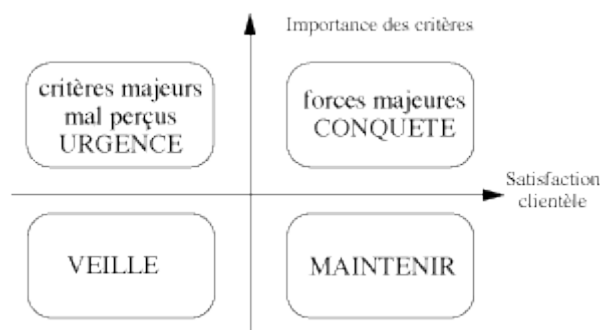 Importance des critères
critères majeurs
mal perçus
URGENCE
forces majeures
CONQUETE
Satisfaction
clientèle
VEILLE
MAINTENIR